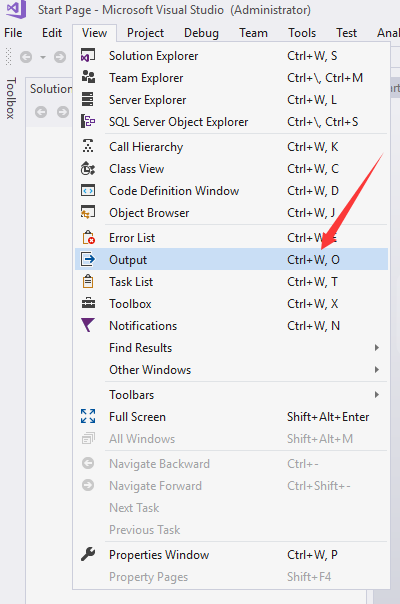 Start Page - Microsoft Visual Studio (Administrator)
File Edit View Project Debug Team Tools Test
Toolbox
Solution
Solution Explorer Ctrl+W, S
Team Explorer Ctrl+\, Ctrl+M
Server Explorer Ctrl+W, L
SQL Server Object Explorer Ctrl+\, Ctrl+S
Call Hierarchy Ctrl+W, K
Class View Ctrl+W, C
Code Definition Window Ctrl+W, D
Object Browser Ctrl+W, J
Error List Ctrl+W, E
Output Ctrl+W, O
Task List Ctrl+W, T
Toolbox Ctrl+W, X
Notifications Ctrl+W, N
Find Results
Other Windows
Toolbars
Full Screen Shift+Alt+Enter
All Windows Shift+Alt+M
Navigate Backward Ctrl+-
Navigate Forward Ctrl+Shift+-
Next Task
Previous Task
Properties Window Ctrl+W, P
Property Pages Shift+F4